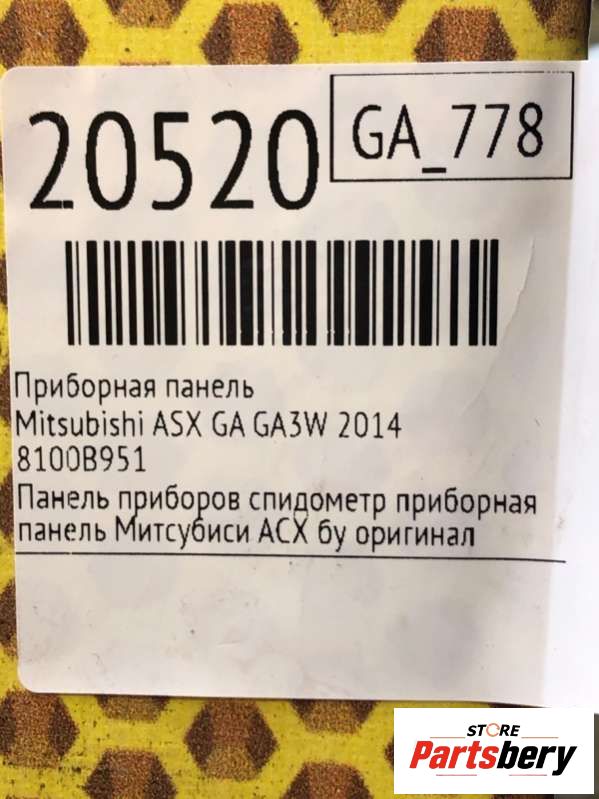 20520
GA_778
Приборная панель
Mitsubishi ASX GA GA3W 2014
8100B951
Панель приборов спидометр приборная
панель Митсубиси АСХ бу оригинал
STORE
Partsbery